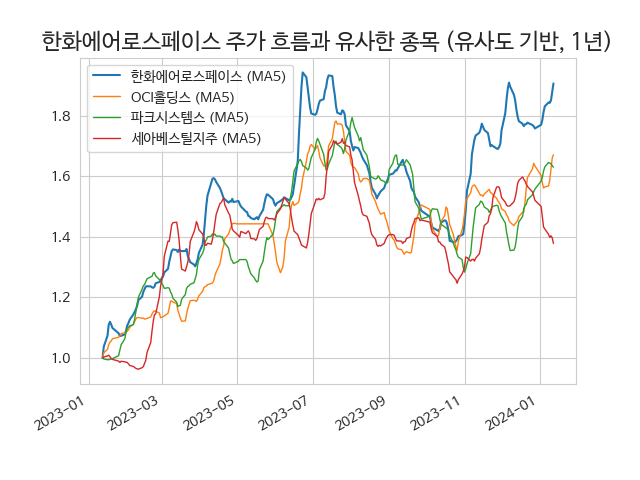 한화에어로스페이스 주가 흐름과 유사한 종목 (유사도 기반, 1년)
한화에어로스페이스 (MA5)
OCI홀딩스 (MA5)
파크시스템스 (MA5)
세아베스틸지주 (MA5)
1.8
1.6
1.4
1.2
1.0
2023-01
2023-03
2023-05
2023-07
2023-09
2023-11
2024-01